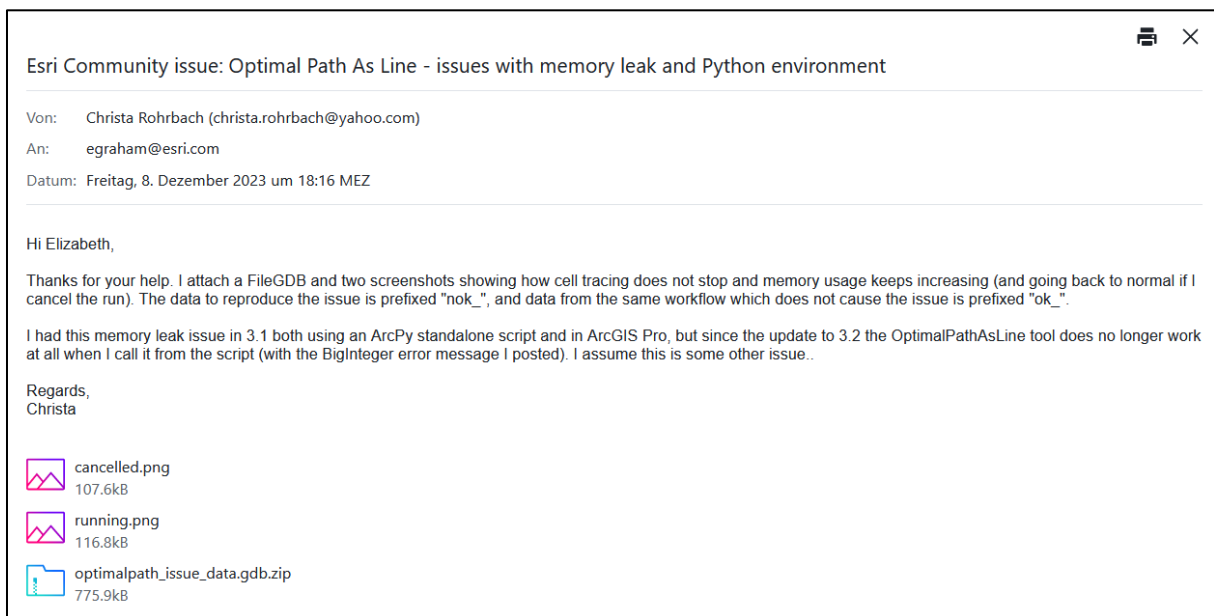 Esri Community issue: Optimal Path As Line - issues with memory leak and Python environment
Von: Christa Rohrbach (christa.rohrbach@yahoo.com)
An: egraham@esri.com
Datum: Freitag, 8. Dezember 2023 um 18:16 MEZ
Hi Elizabeth,
Thanks for your help. I attach a FileGDB and two screenshots showing how cell tracing does not stop and memory usage keeps increasing (and going back to normal if I
cancel the run). The data to reproduce the issue is prefixed "nok_", and data from the same workflow which does not cause the issue is prefixed "ok_".
I had this memory leak issue in 3.1 both using an ArcPy standalone script and in ArcGIS Pro, but since the update to 3.2 the OptimalPathAsLine tool does no longer work
at all when I call it from the script (with the BigInteger error message I posted). I assume this is some other issue..
Regards,
Christa
cancelled.png
107.6kB
running.png
116.8kB
optimalpath_issue_data.gdb.zip
775.9kB